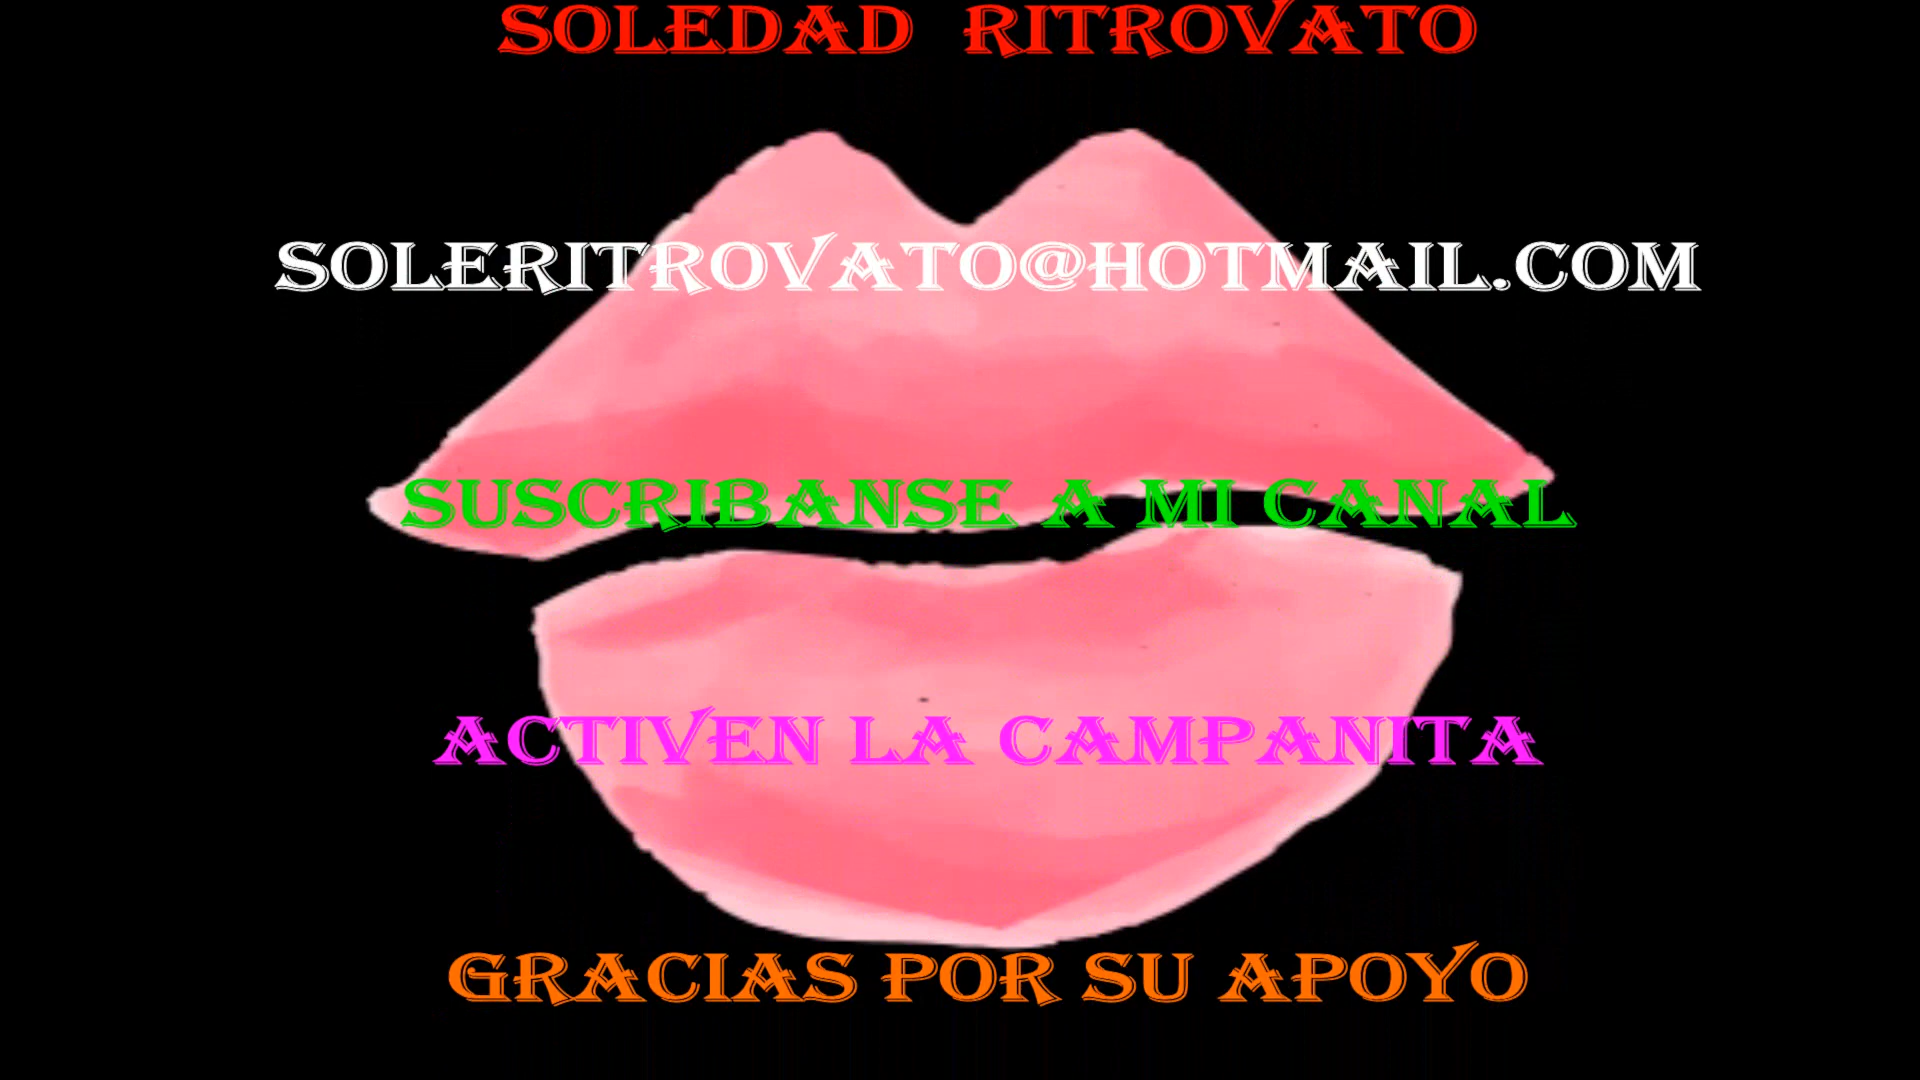 SOLEDAD RITROVATO
SOLERITROVATO@HOTMAIL.COM
SUSCRIBANSE A MI CANAL
ACTIVEN LA CAMPANITA
GRACIAS POR SU APOYO